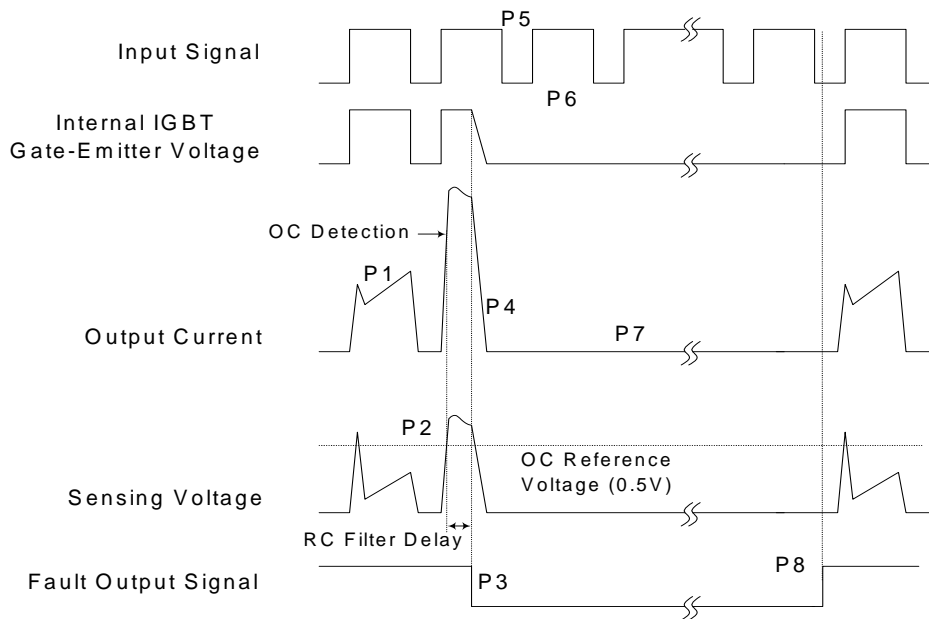 P5
Input Signal
P6
Internal IGBT
Gate-Emitter Voltage
OC Detection
P1
P4
Output Current
P7
P2
OC Reference
Voltage (0.5V)
Sensing Voltage
RC Filter Delay
P8
Fault Output Signal
P3